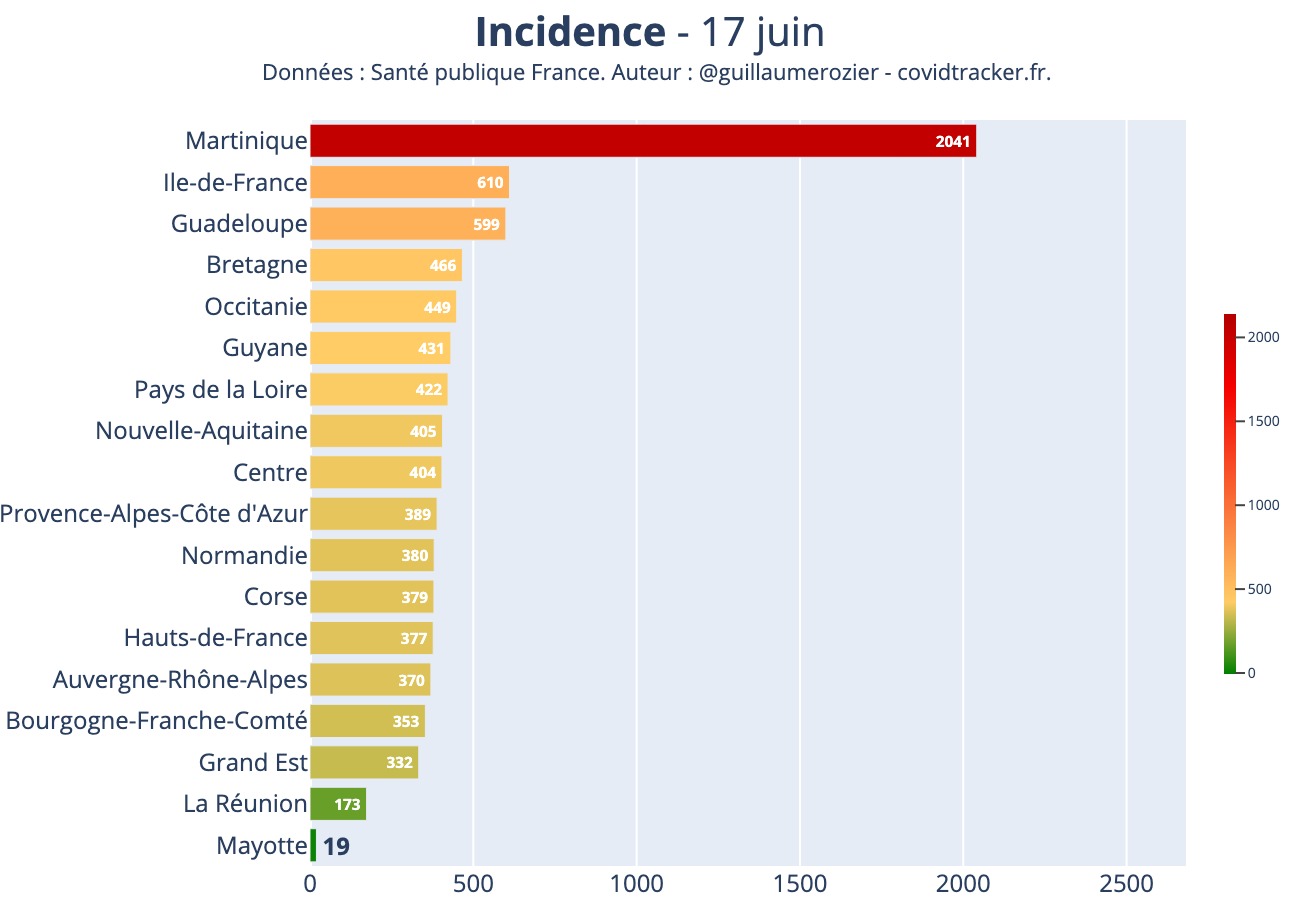 Incidence - 17 juin
Données : Santé publique France. Auteur : @guillaumerozier - covidtracker.fr.
Martinique 2041
Ile-de-France 610
Guadeloupe 599
Bretagne 466
Occitanie 449
Guyane 431
Pays de la Loire 422
Nouvelle-Aquitaine 405
Centre 404
Provence-Alpes-Côte d'Azur 389
Normandie 380
Corse 379
Hauts-de-France 377
Auvergne-Rhône-Alpes 370
Bourgogne-Franche-Comté 353
Grand Est 332
La Réunion 173
Mayotte 19
0 500 1000 1500 2000 2500
2000
1500
1000
500
0